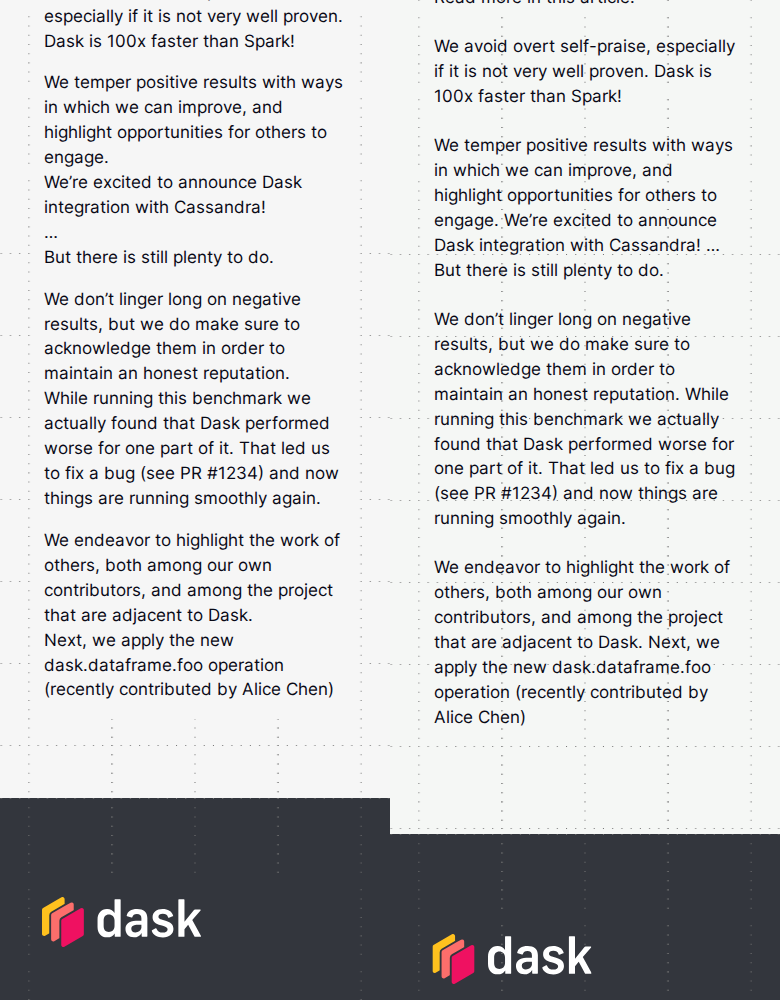 especially if it is not very well proven.
Dask is 100x faster than Spark!
We temper positive results with ways
in which we can improve, and
highlight opportunities for others to
engage.
We’re excited to announce Dask
integration with Cassandra!
...
But there is still plenty to do.
We don’t linger long on negative
results, but we do make sure to
acknowledge them in order to
maintain an honest reputation.
While running this benchmark we
actually found that Dask performed
worse for one part of it. That led us
to fix a bug (see PR #1234) and now
things are running smoothly again.
We endeavor to highlight the work of
others, both among our own
contributors, and among the project
that are adjacent to Dask.
Next, we apply the new
dask.dataframe.foo operation
(recently contributed by Alice Chen)
dask
Read more in this article.
We avoid overt self-praise, especially
if it is not very well proven. Dask is
100x faster than Spark!
We temper positive results with ways
in which we can improve, and
highlight opportunities for others to
engage. We’re excited to announce
Dask integration with Cassandra! ...
But there is still plenty to do.
We don’t linger long on negative
results, but we do make sure to
acknowledge them in order to
maintain an honest reputation. While
running this benchmark we actually
found that Dask performed worse for
one part of it. That led us to fix a bug
(see PR #1234) and now things are
running smoothly again.
We endeavor to highlight the work of
others, both among our own
contributors, and among the project
that are adjacent to Dask. Next, we
apply the new dask.dataframe.foo
operation (recently contributed by
Alice Chen)
dask